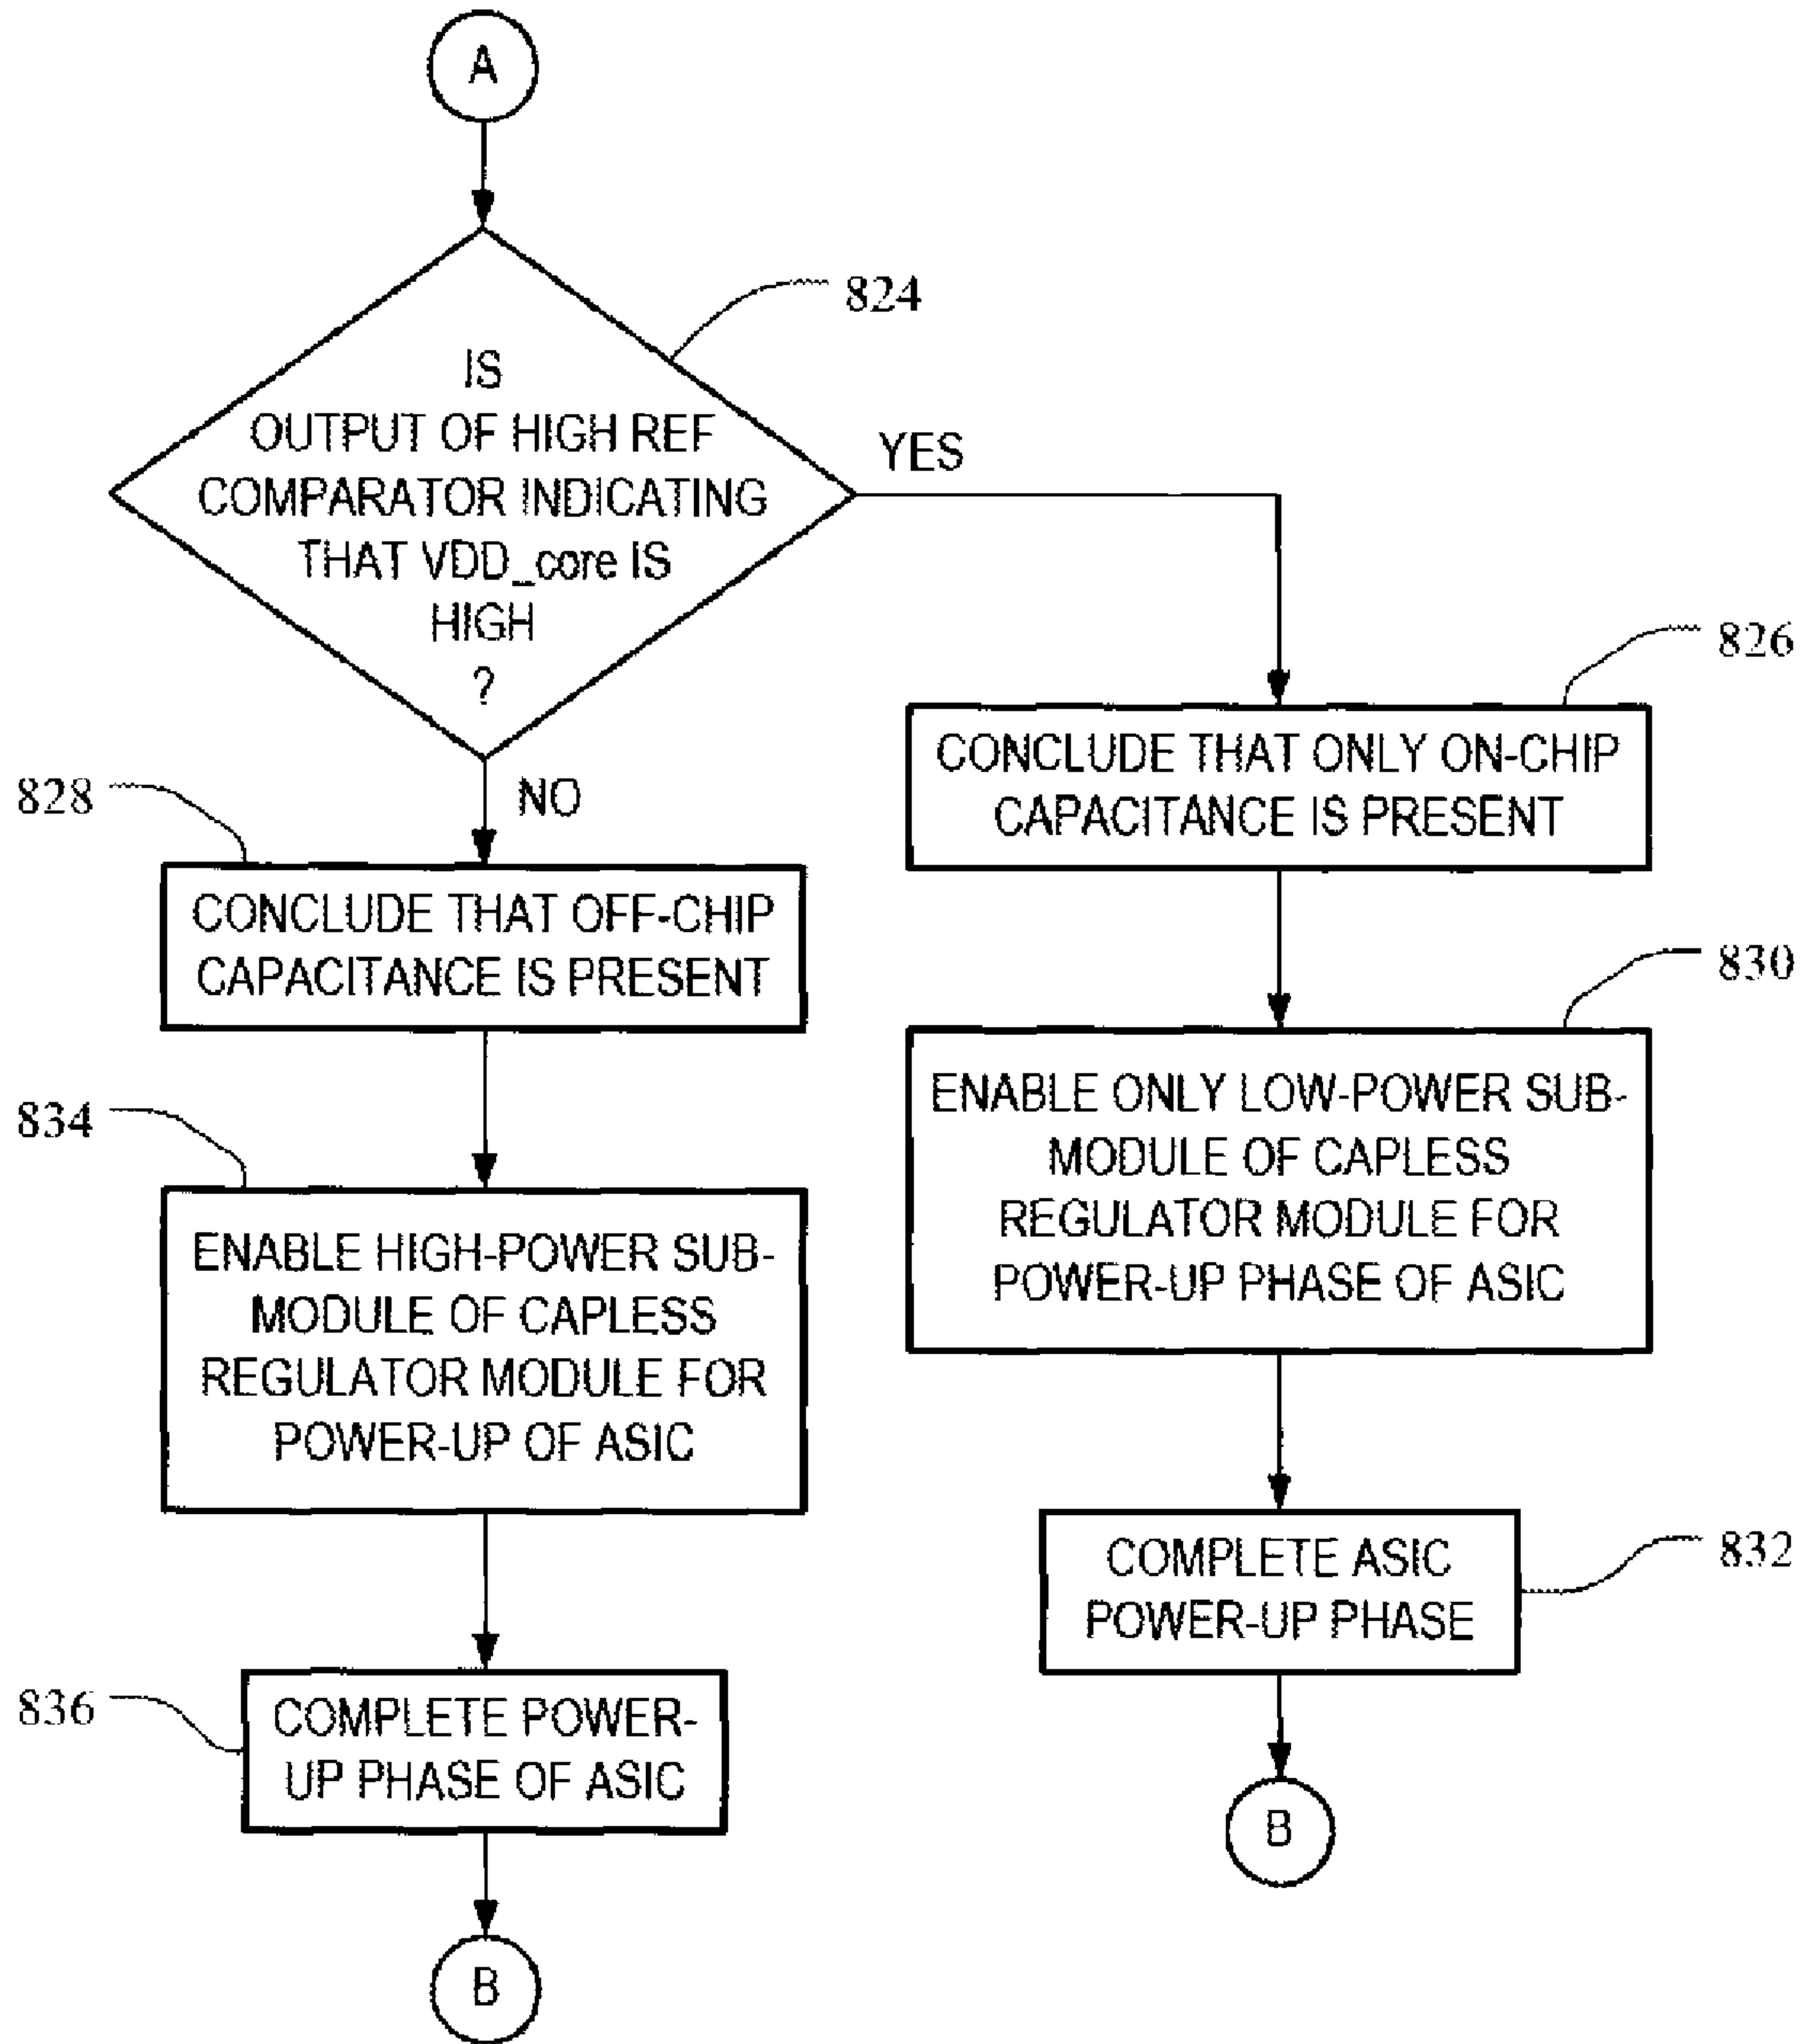 A
824
IS
OUTPUT OF HIGH REF
COMPARATOR INDICATING
THAT VDD_core IS
HIGH
?
YES
NO
826
CONCLUDE THAT ONLY ON-CHIP
CAPACITANCE IS PRESENT
828
CONCLUDE THAT OFF-CHIP
CAPACITANCE IS PRESENT
830
ENABLE ONLY LOW-POWER SUB-
MODULE OF CAPLESS
REGULATOR MODULE FOR
POWER-UP PHASE OF ASIC
834
ENABLE HIGH-POWER SUB-
MODULE OF CAPLESS
REGULATOR MODULE FOR
POWER-UP OF ASIC
832
COMPLETE ASIC
POWER-UP PHASE
836
COMPLETE POWER-
UP PHASE OF ASIC
B
B